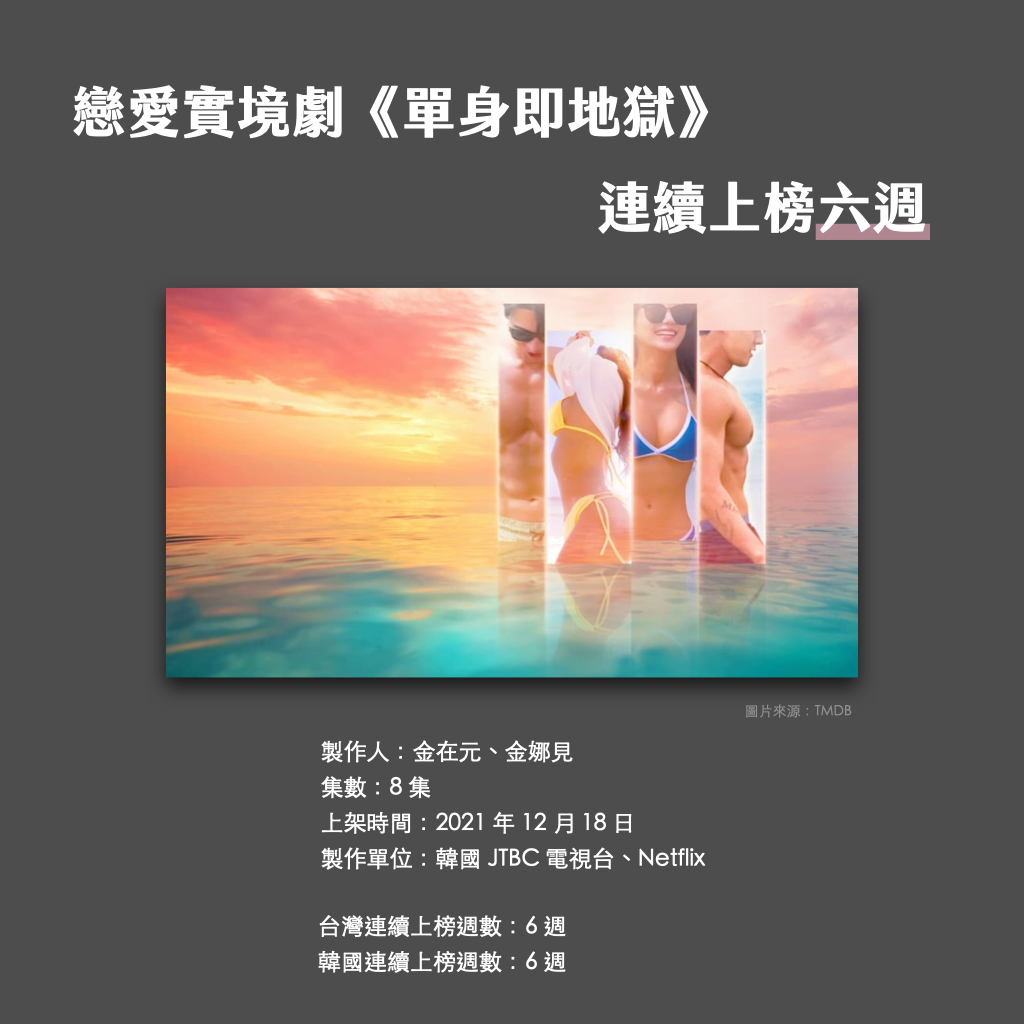 戀愛實境劇《單身即地獄》
連續上榜六週
圖片來源：TMDB
製作人：金在元、金娜見
集數：8 集
上架時間：2021 年 12 月 18 日
製作單位：韓國 JTBC 電視台、Netflix
台灣連續上榜週數：6 週
韓國連續上榜週數：6 週